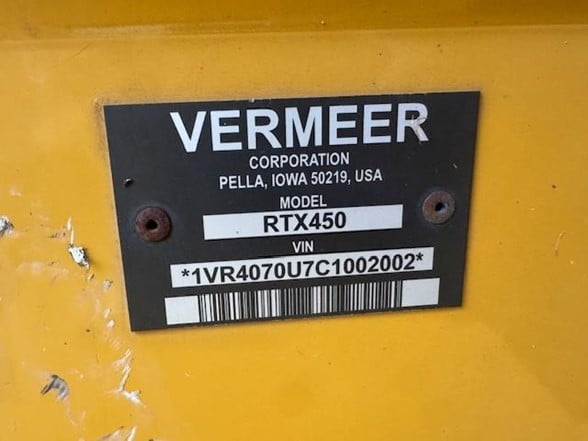 VERMEER
CORPORATION
PELLA, IOWA 50219, USA
MODEL
RTX450
VIN
*1VR4070U7C1002002*